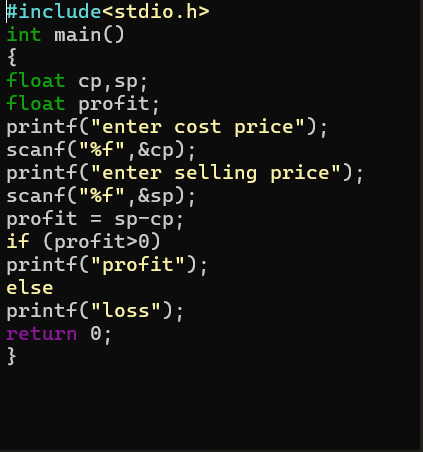 #include<stdio.h>
int main()
{
float cp,sp;
float profit;
printf("enter cost price");
scanf("%f",&cp);
printf("enter selling price");
scanf("%f",&sp);
profit = sp-cp;
if (profit>0)
printf("profit");
else
printf("loss");
return 0;
}